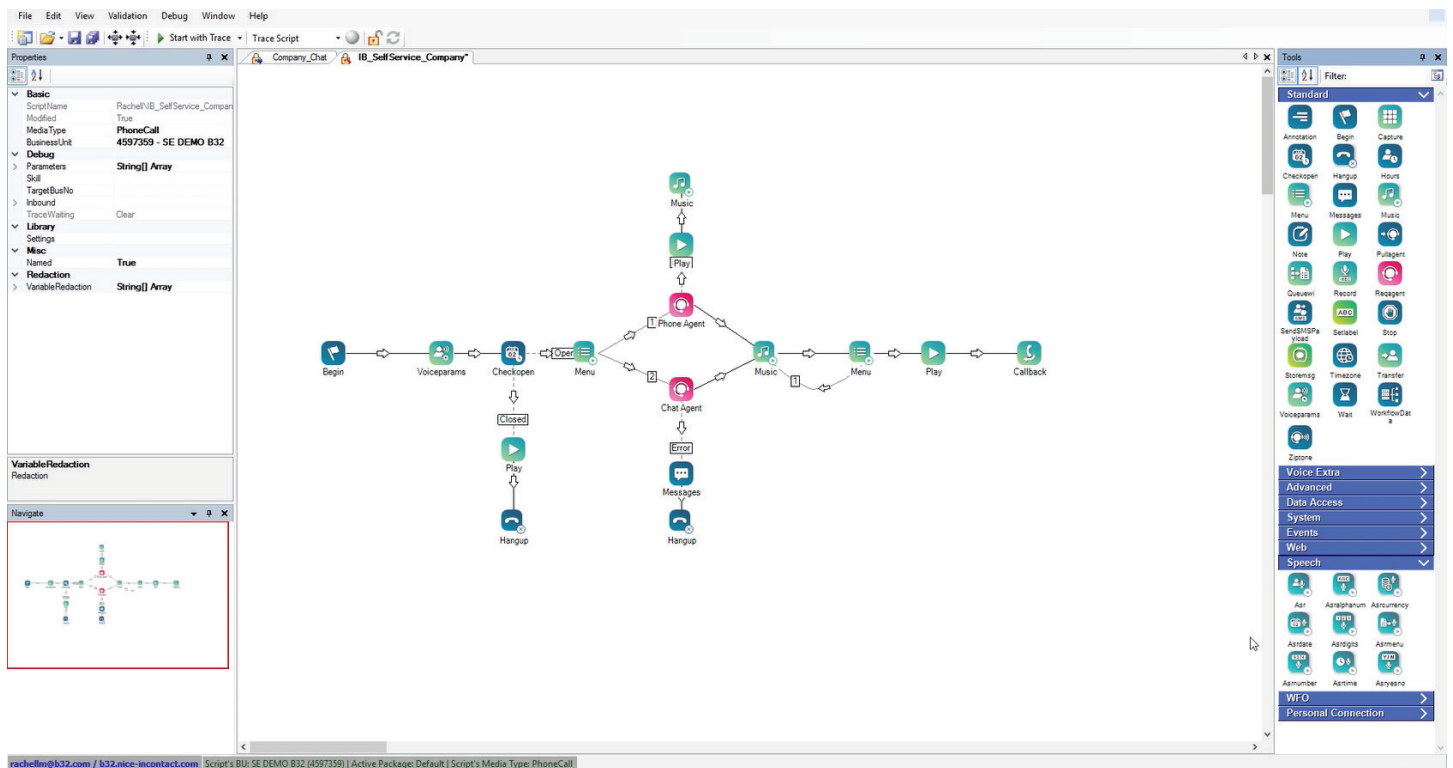 File Edit View Validation Debug Window Help
Start with Trace Trace Script
Properties
Basic
ScriptName Rachell\IB_SelfService_Compan
Modified True
MediaType PhoneCall
BusinessUnit 4597359 - SE DEMO B32
Debug
Parameters String[] Array
Skill
TargetBusNo
Inbound
TraceWaiting Clear
Library
Settings
Misc
Named True
Redaction
VariableRedaction String[] Array
VariableRedaction
Redaction
Navigate
Company_Chat IB_SelfService_Company*
Music
Play
[Play]
1 Phone Agent
Begin Voiceparams Checkopen Open Menu Music Menu Play Callback
2 1
Chat Agent
Closed Error
Play Messages
Hangup Hangup
Tools
Filter:
Standard
Annotation Begin Capture
Checkopen Hangup Hours
Menu Messages Music
Note Play Pullagent
Queuewi Record Reqagent
SendSMSPa
yload Setlabel Stop
Storemsg Timezone Transfer
Voiceparams Wait WorkflowDat
a
Ziptone
Voice Extra
Advanced
Data Access
System
Events
Web
Speech
Asr Asralphanum Asrcurrency
Asrdate Asrdigits Asrmenu
Asrnumber Asrtime Asryesno
WFO
Personal Connection
rachellm@b32.com / b32.nice-incontact.com Script's BU: SE DEMO B32 (4597359) | Active Package: Default | Script's Media Type: PhoneCall